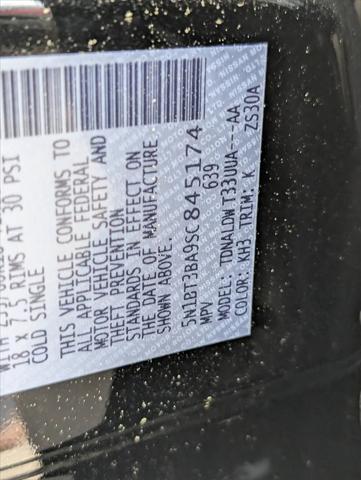 18 x 7.5 RIMS AT 30 PSI
COLD SINGLE
THIS VEHICLE CONFORMS TO
ALL APPLICABLE FEDERAL
MOTOR VEHICLE SAFETY AND
THEFT PREVENTION
STANDARDS IN EFFECT ON
THE DATE OF MANUFACTURE
SHOWN ABOVE.
5N1BT3BA9SC845174
MPV 639
MODEL: TDNALDW T33UUA---AA
COLOR: KH3 TRIM: K ZS30A